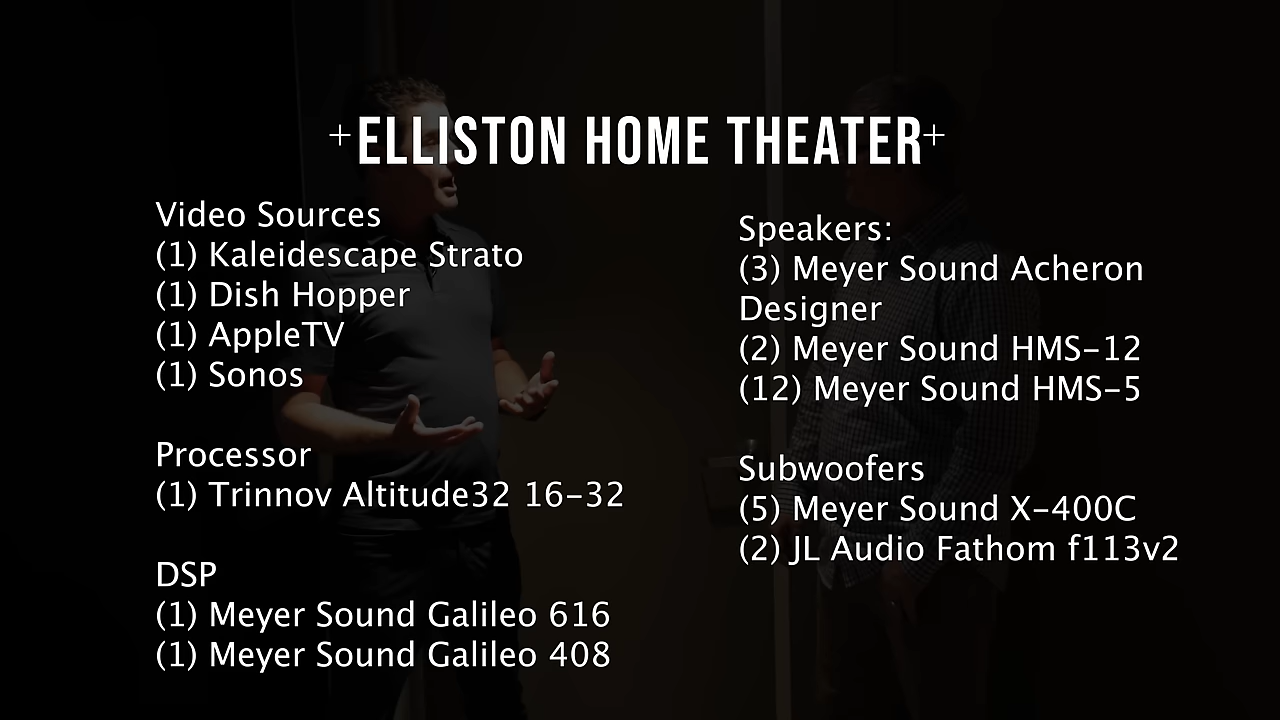 +ELLISTON HOME THEATER+
Video Sources
(1) Kaleidescape Strato
(1) Dish Hopper
(1) AppleTV
(1) Sonos
Processor
(1) Trinnov Altitude32 16-32
DSP
(1) Meyer Sound Galileo 616
(1) Meyer Sound Galileo 408
Speakers:
(3) Meyer Sound Acheron
Designer
(2) Meyer Sound HMS-12
(12) Meyer Sound HMS-5
Subwoofers
(5) Meyer Sound X-400C
(2) JL Audio Fathom f113v2